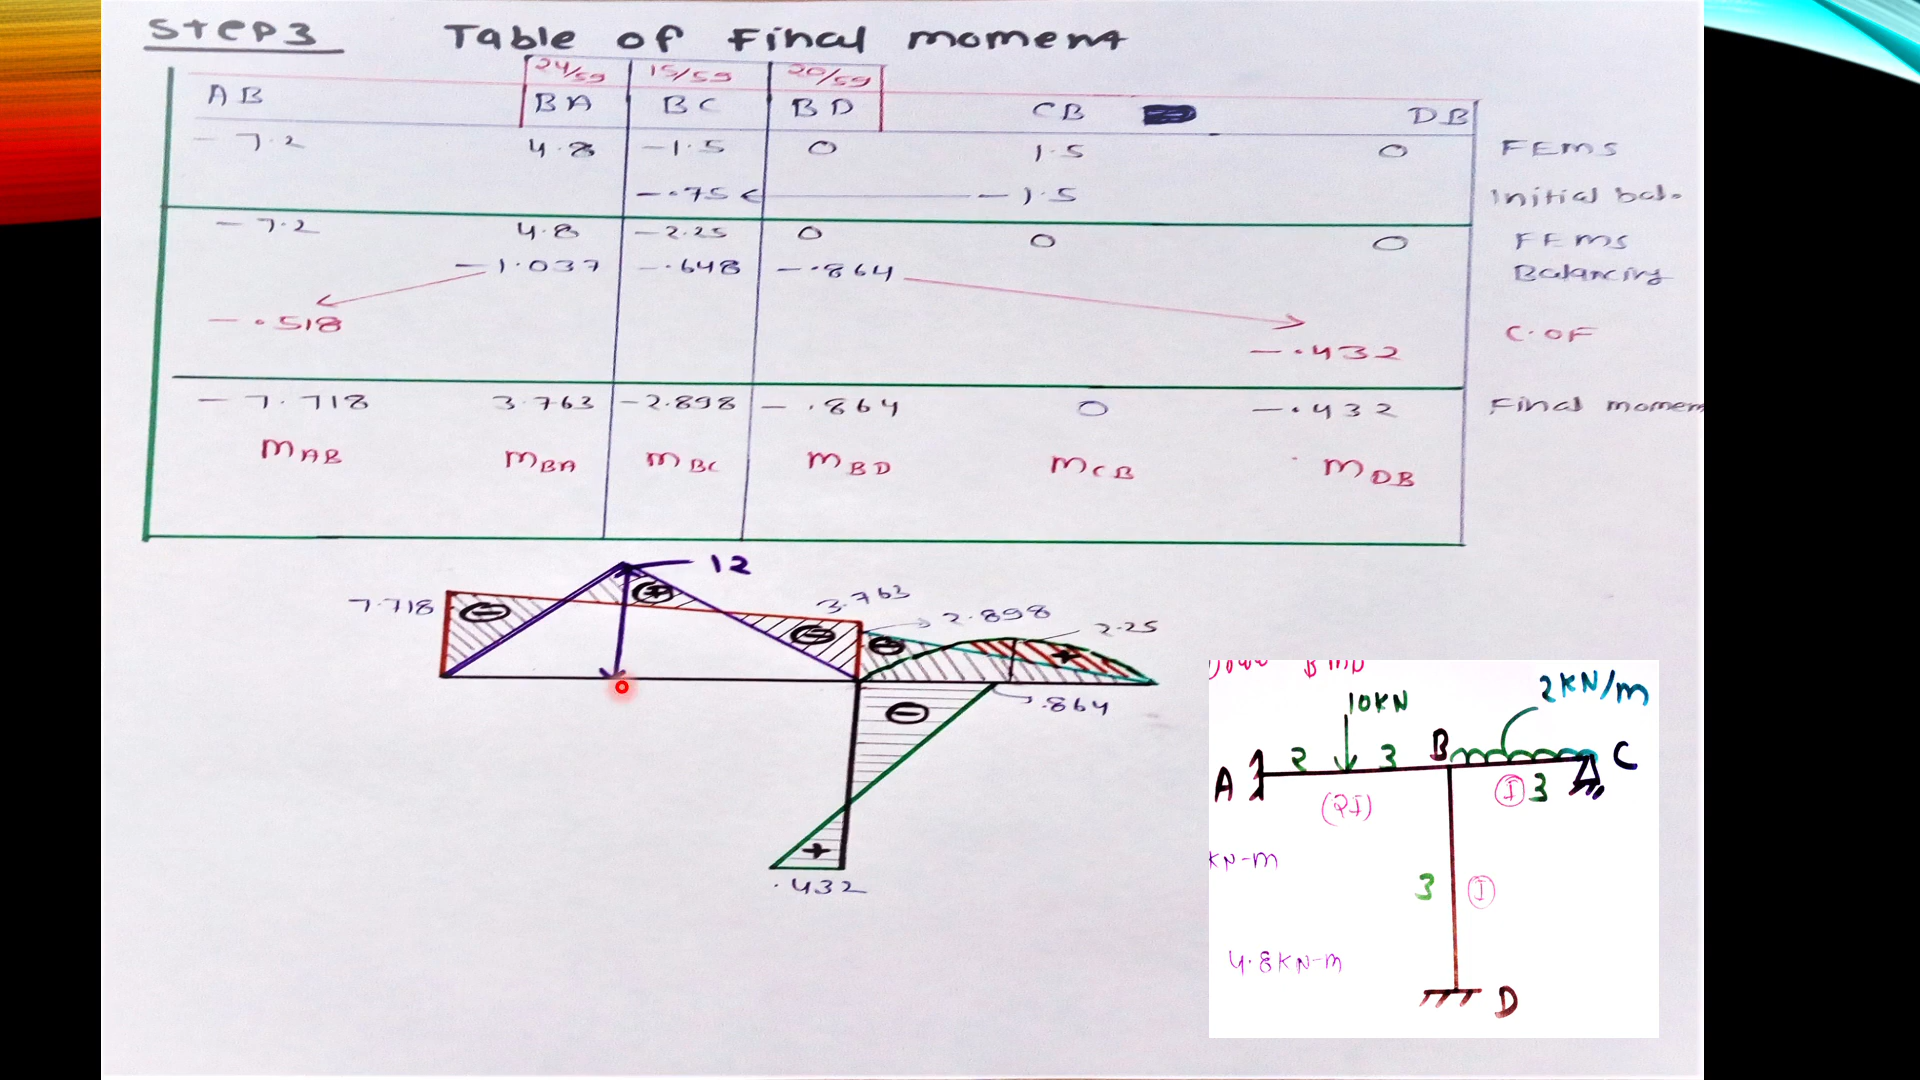 Step3 Table of Final moment
24/59 15/59 20/59
AB BA BC BD CB DB
-7.2 4.8 -1.5 0 1.5 0 FEMS
-.75 -1.5 Initial bal.
-7.2 4.8 -2.25 0 0 0 FEMS
-1.037 -.648 -.864 Balancing
-.518 C.OF
-.432
-7.718 3.763 -2.898 -.864 0 -.432 Final momen
MAB MBA MBC MBD MCB MDB
12
7.718 3.763 2.898 2.25
.864
.432
10KN 2KN/m
A 2 3 B C
(2I) I 3
KN-m
3 I
4.8KN-m
D